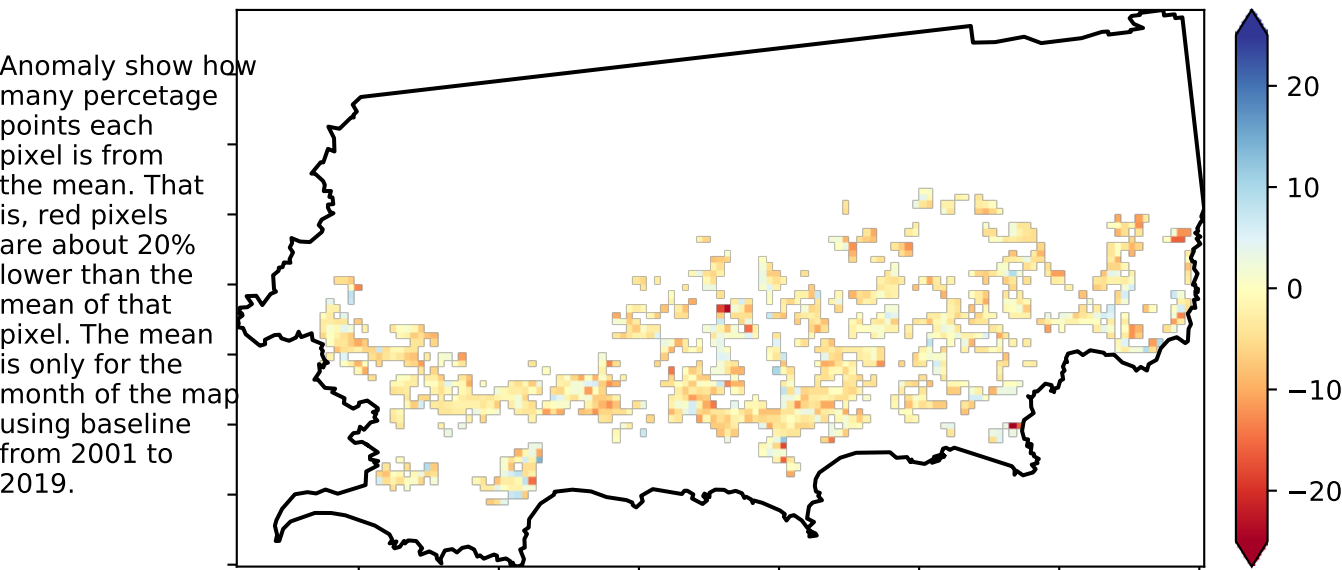 Anomaly show how
many percetage
points each
pixel is from
the mean. That
is, red pixels
are about 20%
lower than the
mean of that
pixel. The mean
is only for the
month of the map
using baseline
from 2001 to
2019.
20
10
0
−10
−20